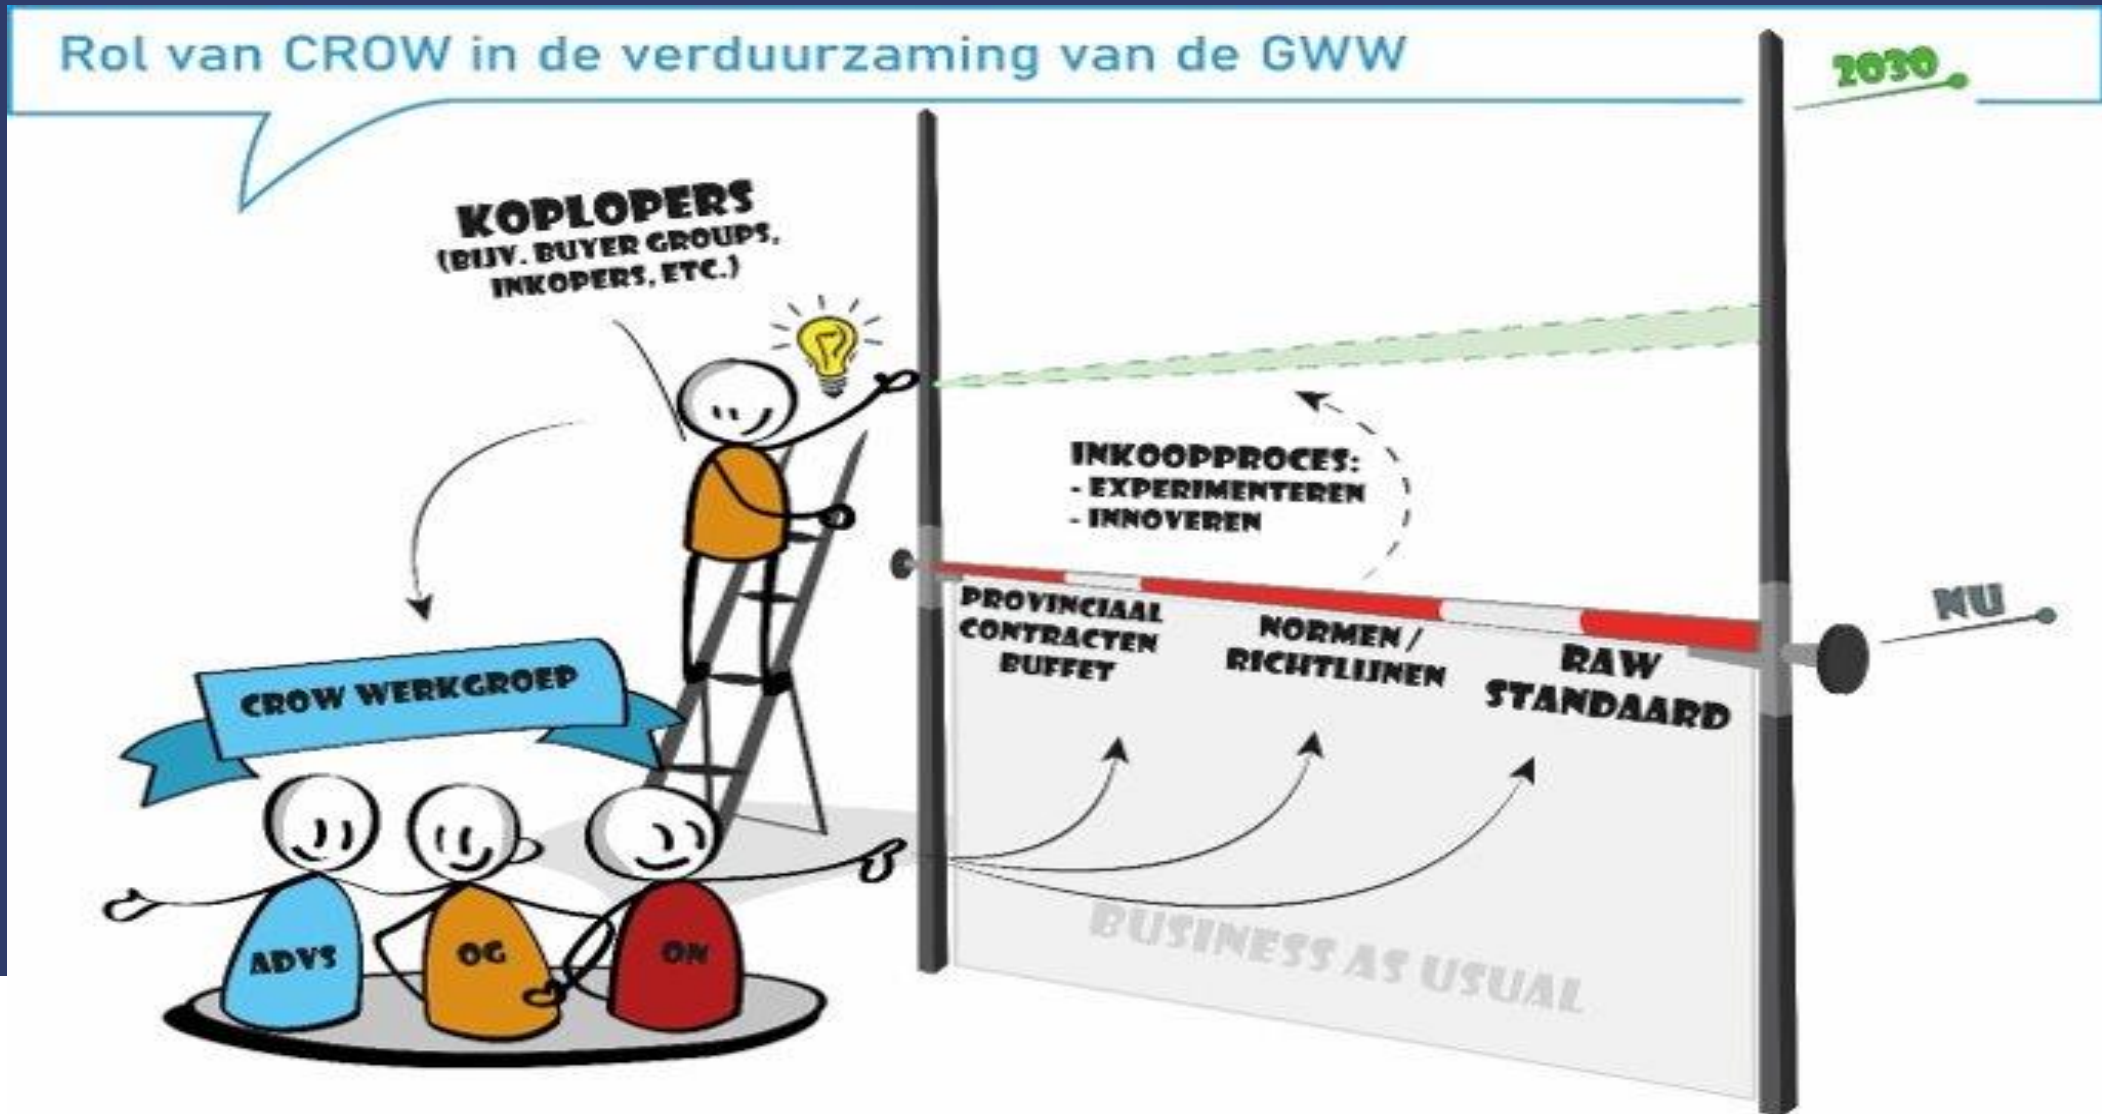 Rol van CROW in de verduurzaming van de GWW
2030
KOPLOPERS
(BIJV. BUYER GROUPS,
INKOPERS, ETC.)
INKOOPPROCES:
- EXPERIMENTEREN
- INNOVEREN
NU
PROVINCIAAL
CONTRACTEN
BUFFET
NORMEN /
RICHTLIJNEN
RAW
STANDAARD
CROW WERKGROEP
ADVS
OG
ON
BUSINESS AS USUAL